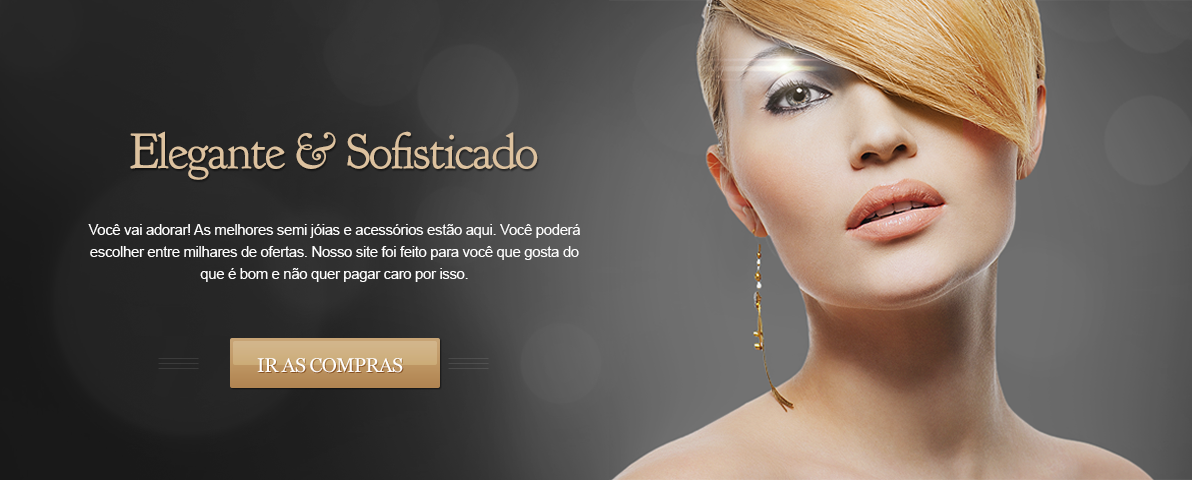 Elegante & Sofisticado
Você vai adorar! As melhores semi jóias e acessórios estão aqui. Você poderá
escolher entre milhares de ofertas. Nosso site foi feito para você que gosta do
que é bom e não quer pagar caro por isso.
IR AS COMPRAS